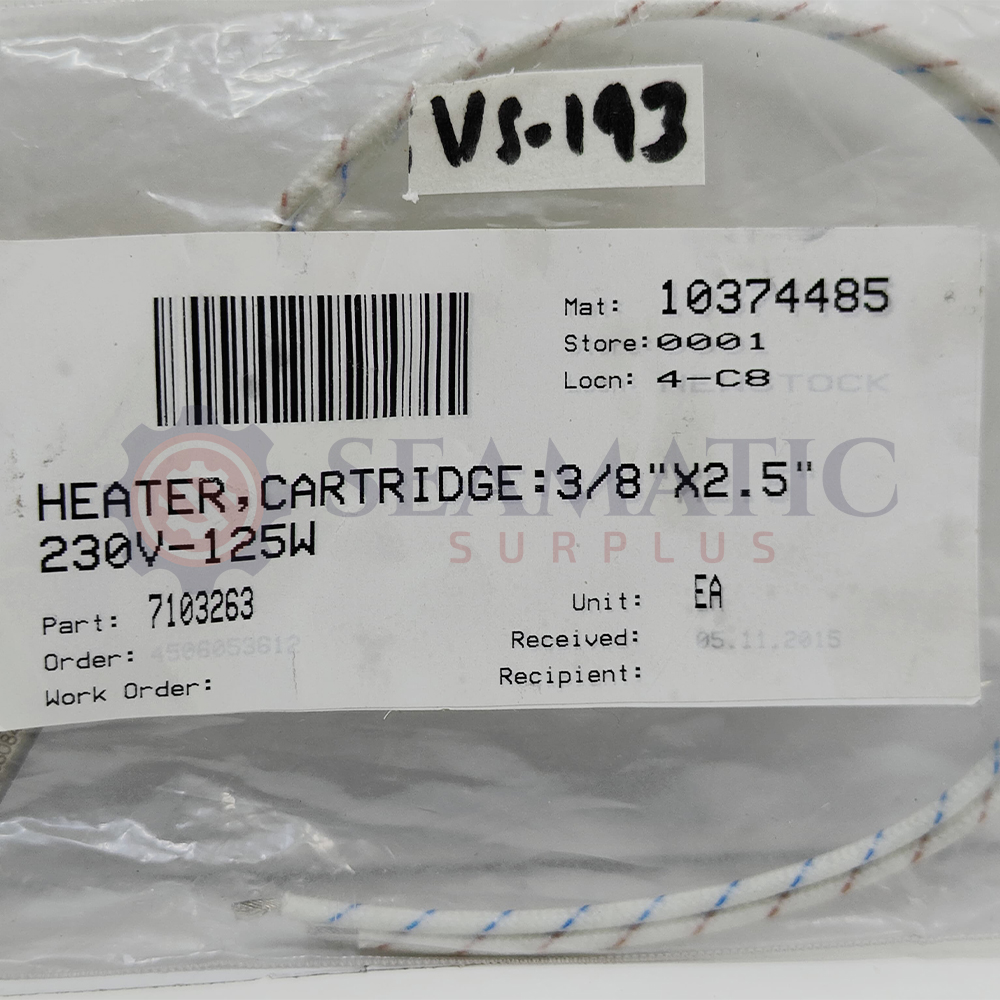 VS-193
Mat: 10374485
Store:0001
Locn: 4-C8
SEAMATIC
SURPLUS
HEATER,CARTRIDGE:3/8"X2.5"
230V-125W
Part: 7103263
Unit: EA
Order: 4506053612
Received: 05.11.2015
Work Order:
Recipient: